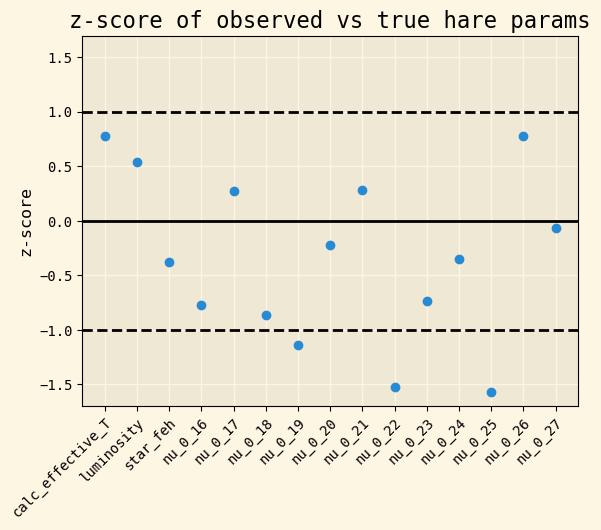 z-score of observed vs true hare params
z-score
1.5
1.0
0.5
0.0
−0.5
−1.0
−1.5
calc_effective_T
luminosity
star_feh
nu_0_16
nu_0_17
nu_0_18
nu_0_19
nu_0_20
nu_0_21
nu_0_22
nu_0_23
nu_0_24
nu_0_25
nu_0_26
nu_0_27